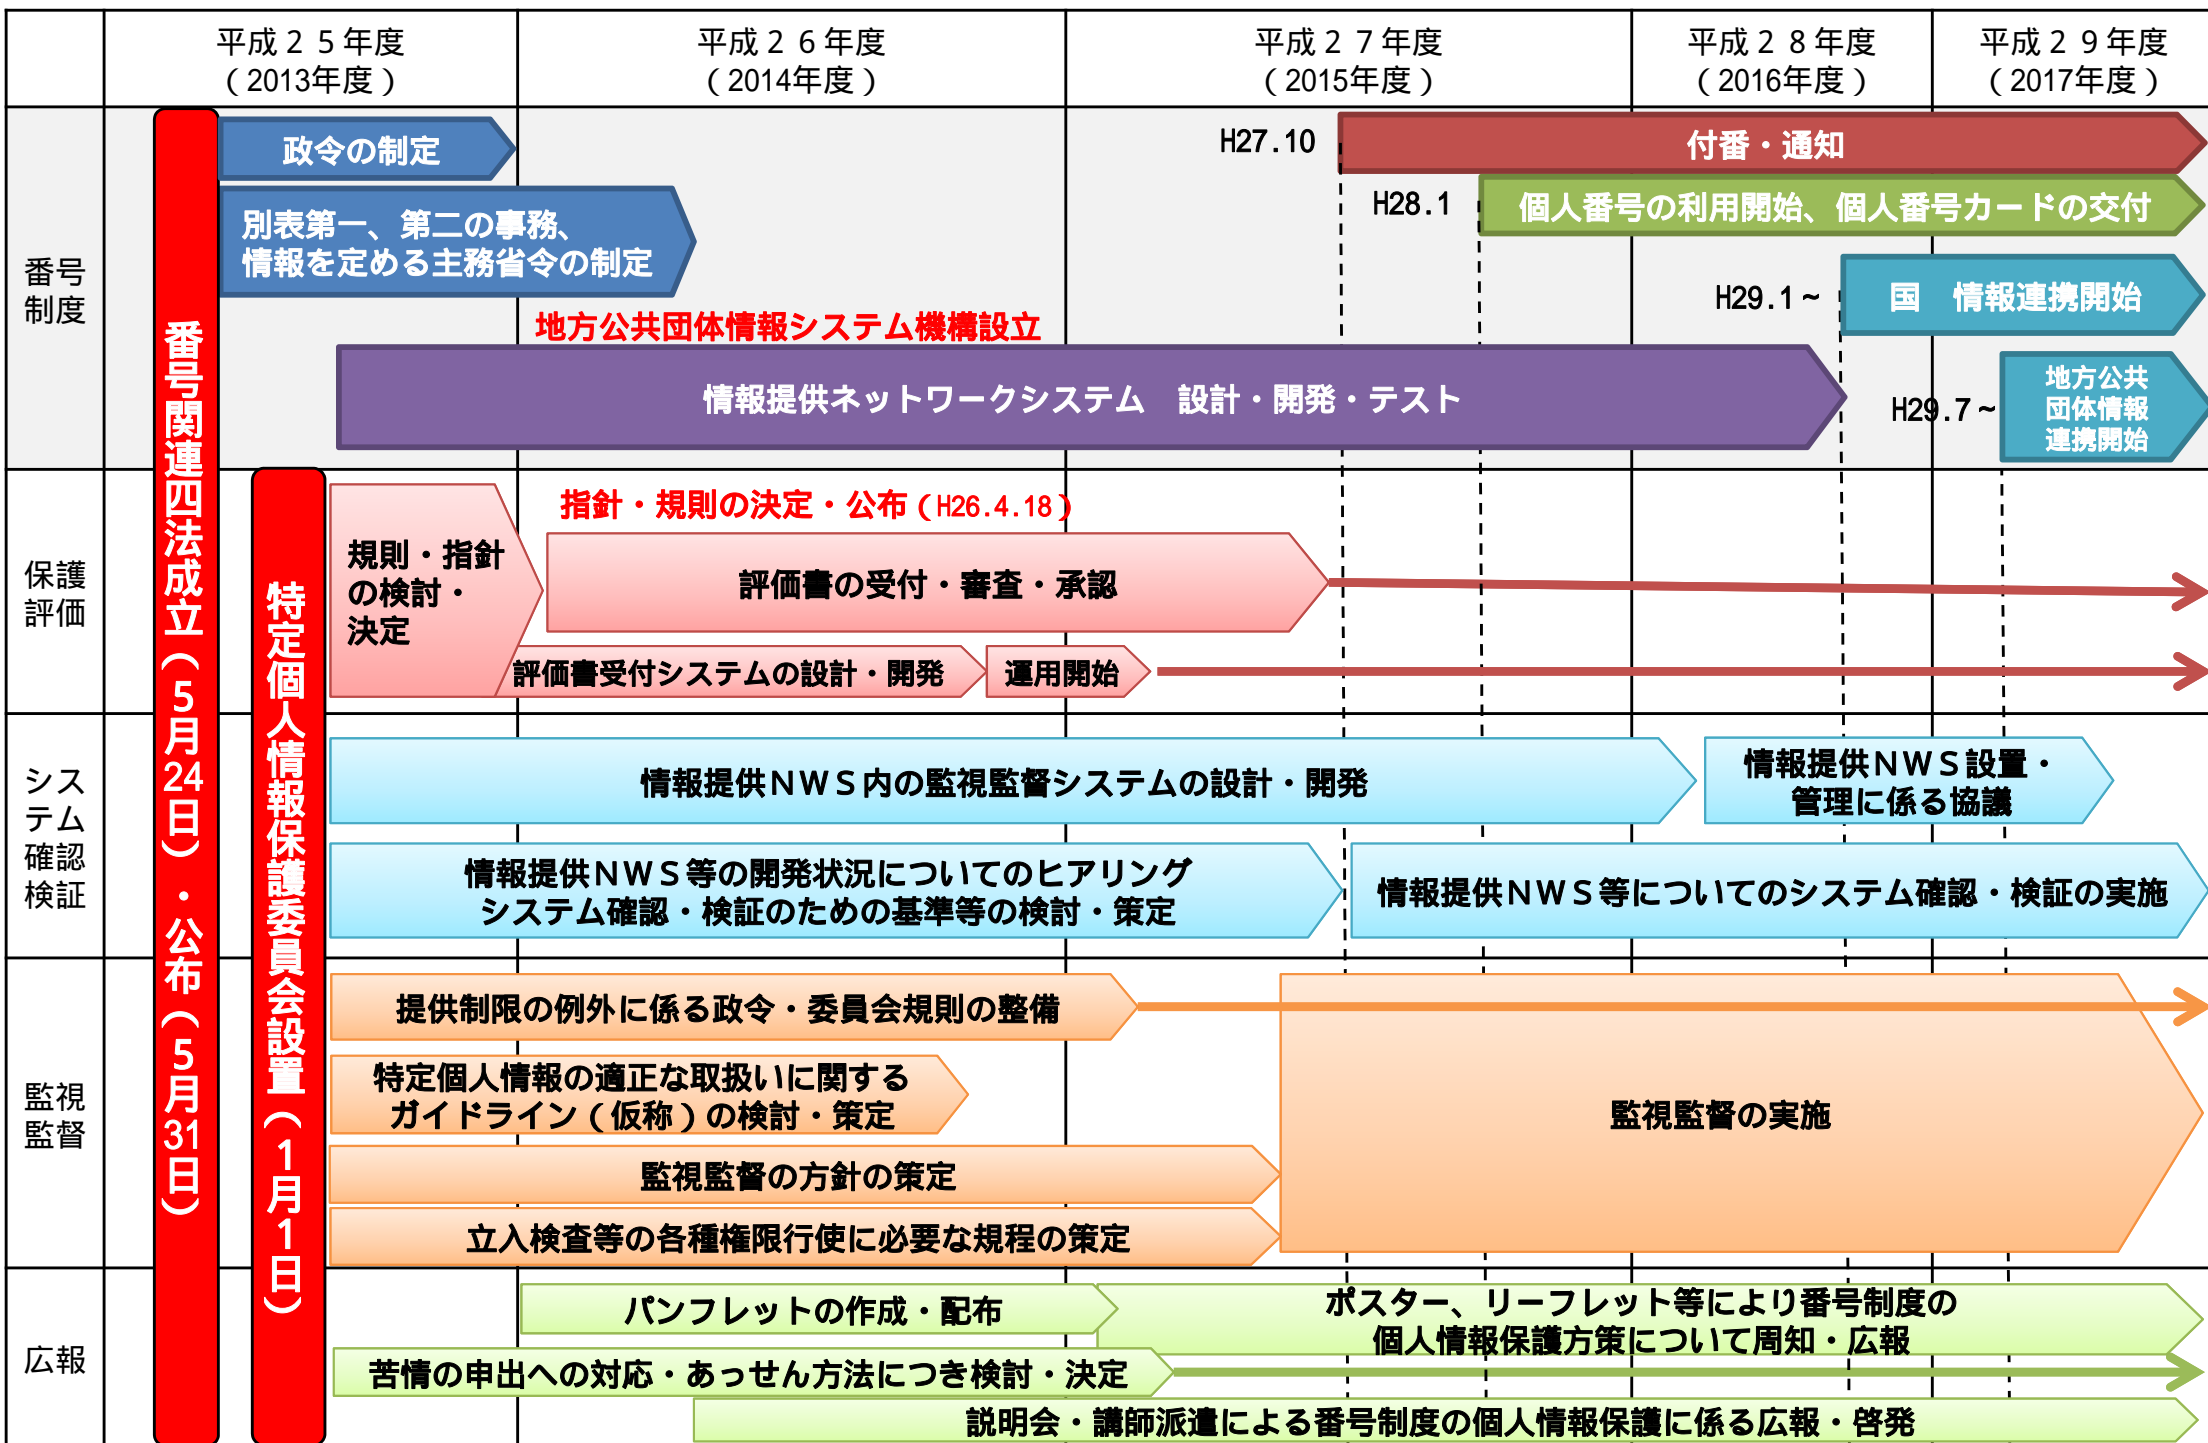 平成２５年度
（2013年度）
平成２６年度
（2014年度）
平成２７年度
（2015年度）
平成２８年度
（2016年度）
平成２９年度
（2017年度）
番号関連四法成立（５月24日）・公布（５月31日）
特定個人情報保護委員会設置（１月１日）
番号
制度
政令の制定
別表第一、第二の事務、
情報を定める主務省令の制定
H27.10
付番・通知
H28.1
個人番号の利用開始、個人番号カードの交付
H29.1～
国　情報連携開始
地方公共団体情報システム機構設立
情報提供ネットワークシステム　設計・開発・テスト
H29.7～
地方公共
団体情報
連携開始
保護
評価
規則・指針
の検討・
決定
指針・規則の決定・公布（H26.4.18）
評価書の受付・審査・承認
評価書受付システムの設計・開発
運用開始
シス
テム
確認
検証
情報提供ＮＷＳ内の監視監督システムの設計・開発
情報提供ＮＷＳ設置・
管理に係る協議
情報提供ＮＷＳ等の開発状況についてのヒアリング
システム確認・検証のための基準等の検討・策定
情報提供ＮＷＳ等についてのシステム確認・検証の実施
監視
監督
提供制限の例外に係る政令・委員会規則の整備
特定個人情報の適正な取扱いに関する
ガイドライン（仮称）の検討・策定
監視監督の方針の策定
立入検査等の各種権限行使に必要な規程の策定
監視監督の実施
広報
パンフレットの作成・配布
ポスター、リーフレット等により番号制度の
個人情報保護方策について周知・広報
苦情の申出への対応・あっせん方法につき検討・決定
説明会・講師派遣による番号制度の個人情報保護に係る広報・啓発